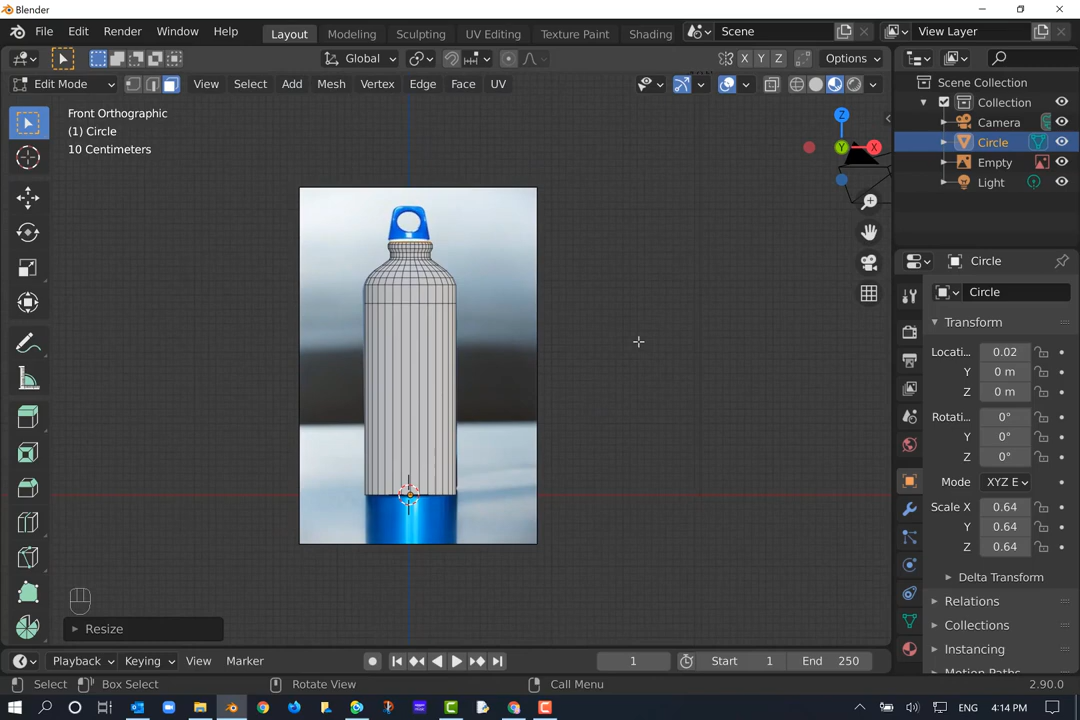 Blender
File Edit Render Window Help Layout Modeling Sculpting UV Editing Texture Paint Shading Scene View Layer
Global X Y Z Options
Edit Mode View Select Add Mesh Vertex Edge Face UV
Scene Collection
Collection
Camera
Circle
Empty
Light
Front Orthographic
(1) Circle
10 Centimeters
Z
Y X
Circle
Circle
Transform
Locati... 0.02
Y 0 m
Z 0 m
Rotati... 0°
Y 0°
Z 0°
Mode XYZ E
Scale X 0.64
Y 0.64
Z 0.64
Delta Transform
Relations
Collections
Instancing
Motion Paths
Resize
Playback Keying View Marker 1 Start 1 End 250
Select Box Select Rotate View Call Menu 2.90.0
ENG 4:14 PM